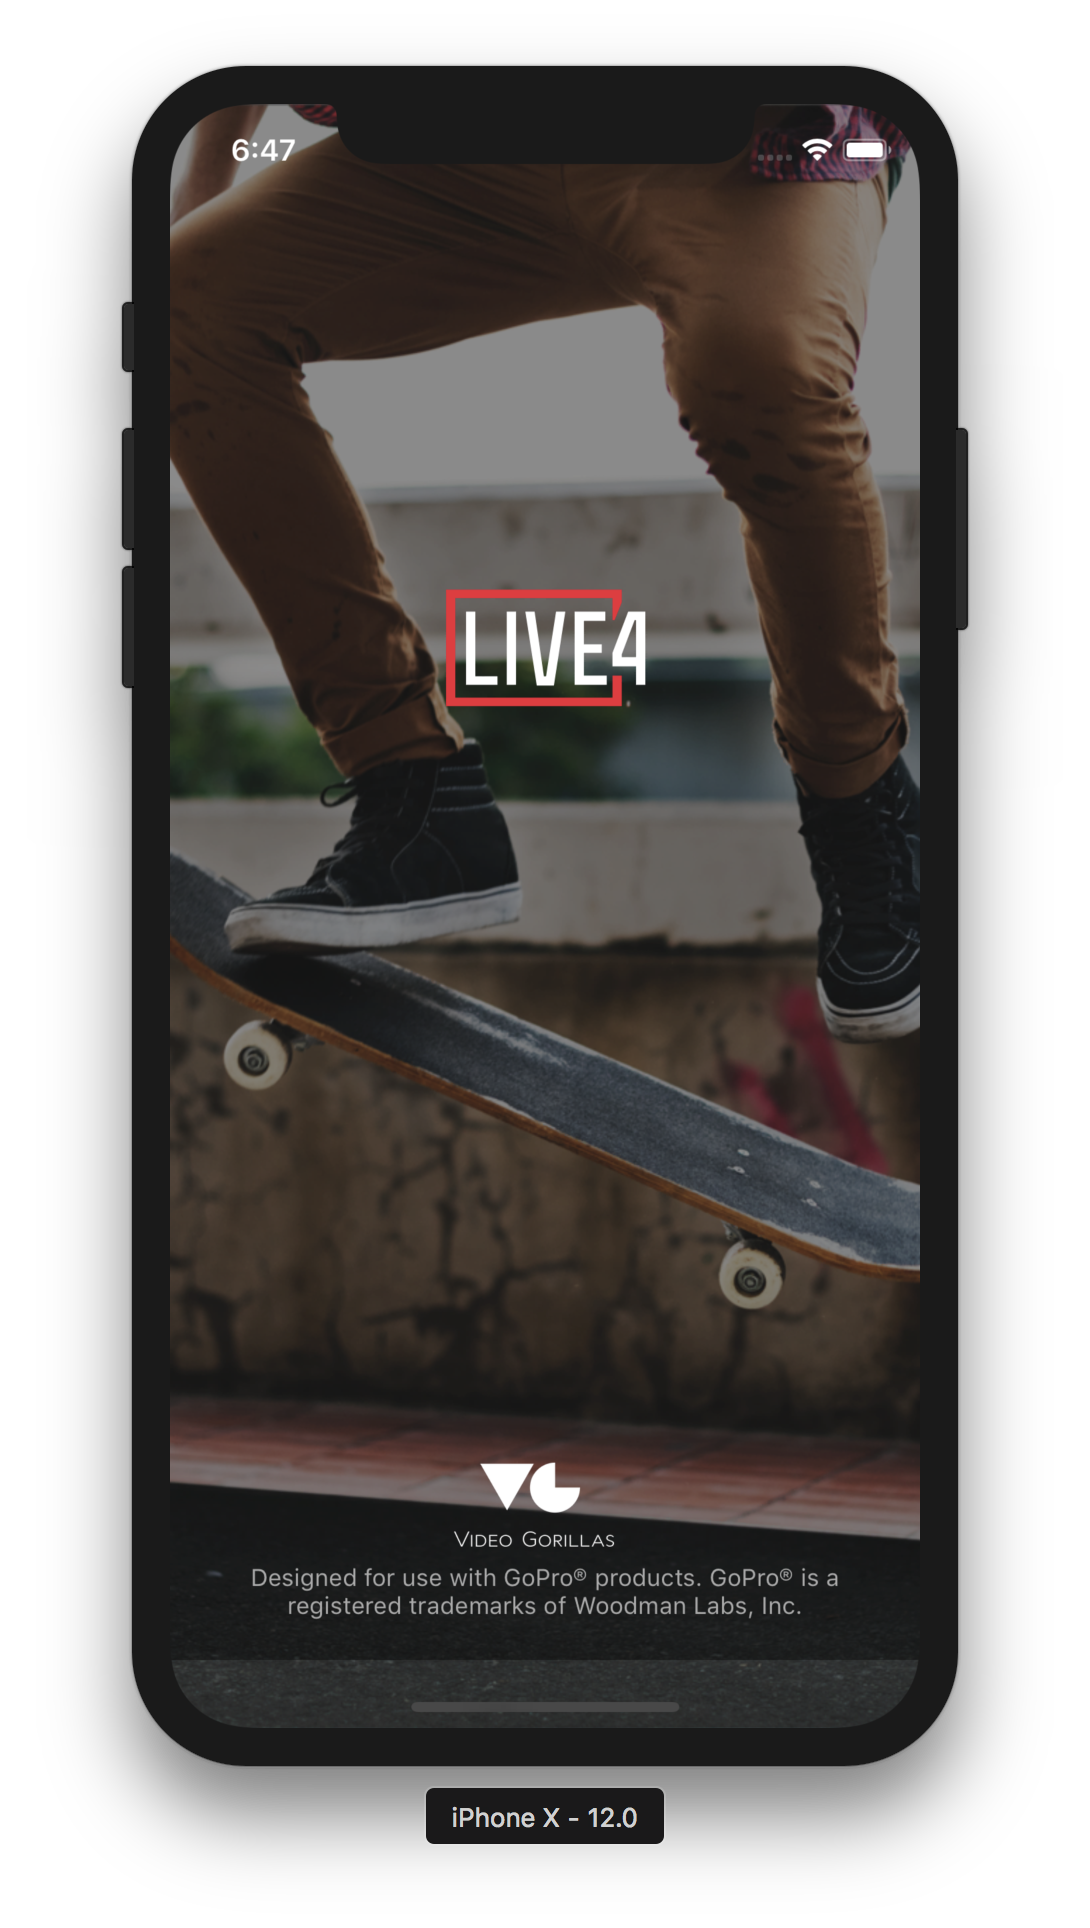 6:47
LIVE4
VIDEO GORILLAS
Designed for use with GoPro® products. GoPro® is a
registered trademarks of Woodman Labs, Inc.
iPhone X - 12.0